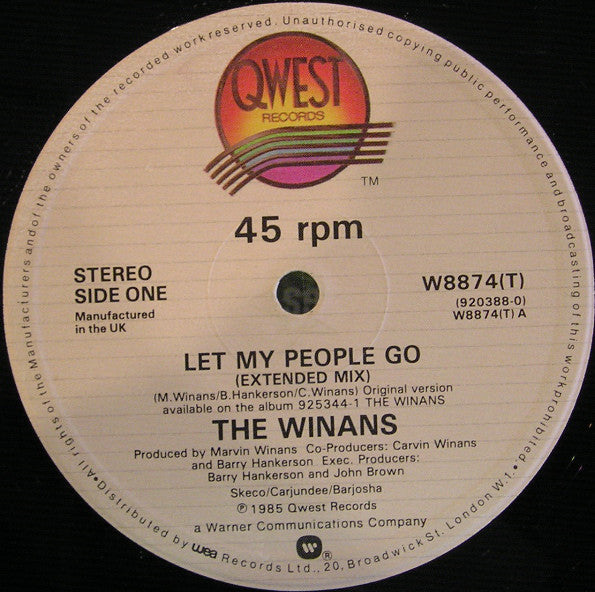 All rights of the Manufacturers and of the owners of the recorded work reserved. Unauthorised copying public performance and broadcasting of this work prohibited.
QWEST
RECORDS
TM
45 rpm
STEREO
SIDE ONE
Manufactured
in the UK
W8874(T)
(920388-0)
W8874(T) A
LET MY PEOPLE GO
(EXTENDED MIX)
(M.Winans/B.Hankerson/C.Winans) Original version
available on the album 925344-1 THE WINANS
THE WINANS
Produced by Marvin Winans Co-Producers: Carvin Winans
and Barry Hankerson Exec. Producers:
Barry Hankerson and John Brown
Skeco/Carjundee/Barjosha
℗ 1985 Qwest Records
a Warner Communications Company
®
• Distributed by wea Records Ltd., 20, Broadwick St. London W1. •